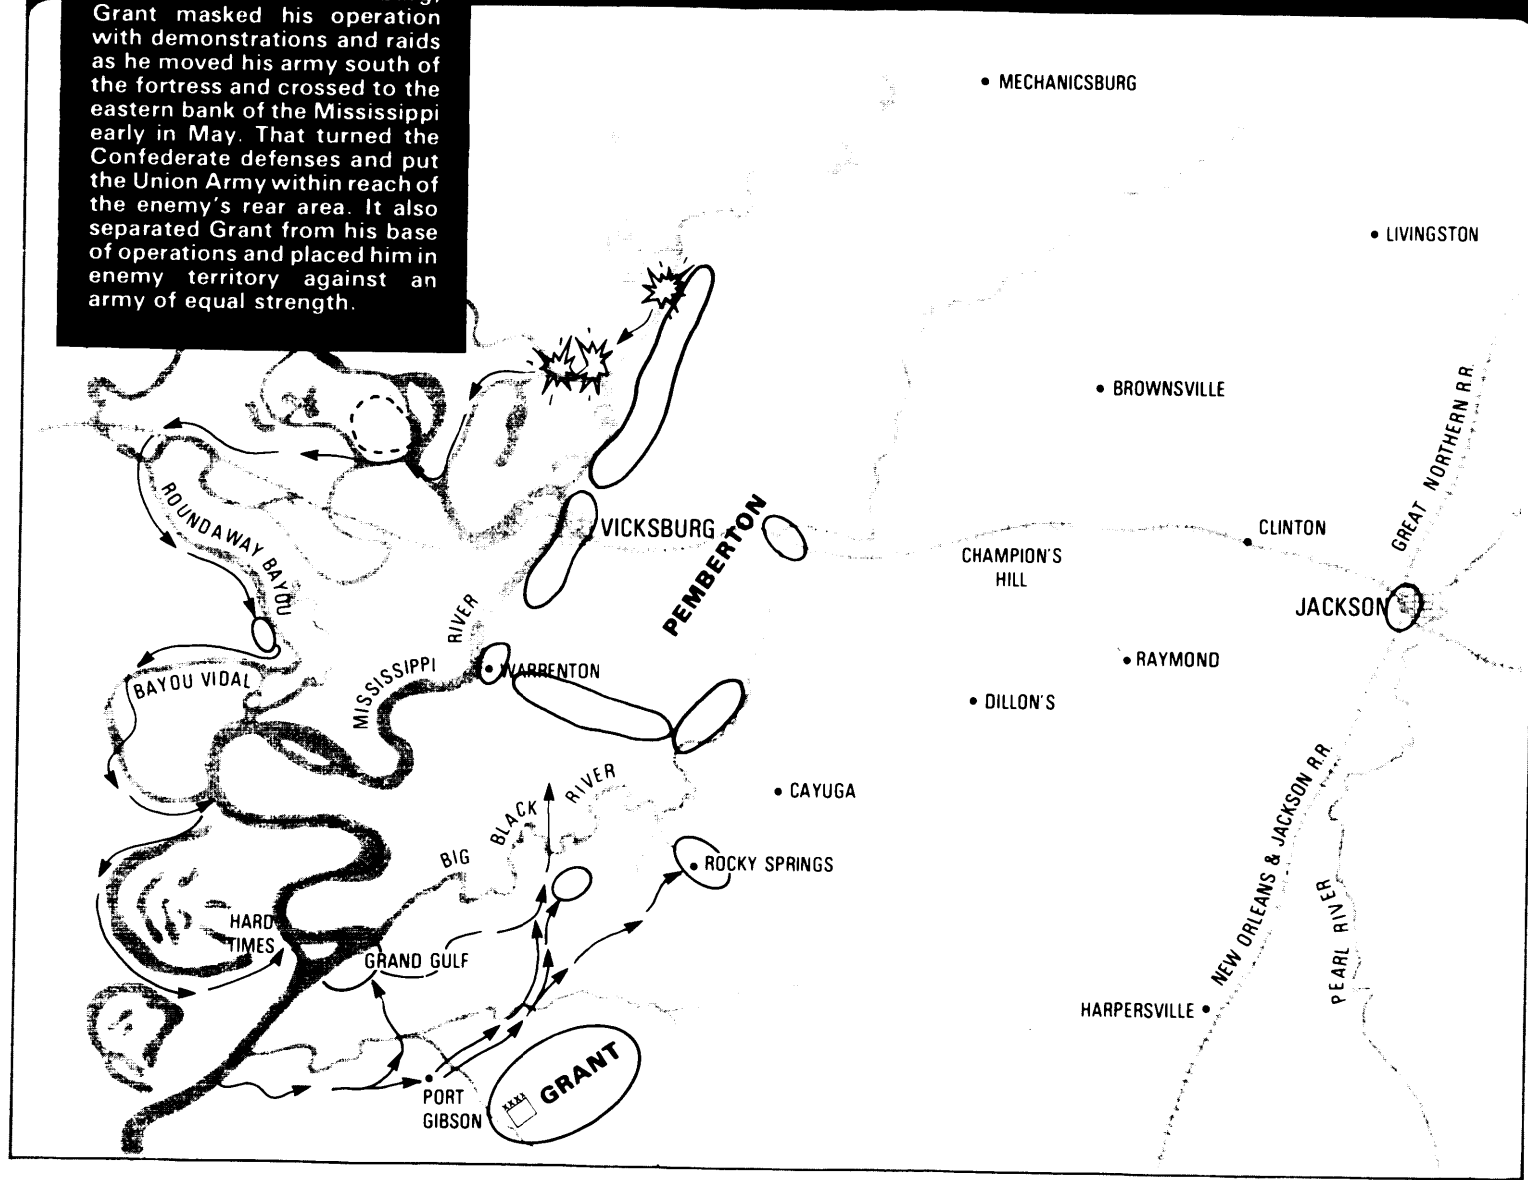 Grant masked his operation
with demonstrations and raids
as he moved his army south of
the fortress and crossed to the
eastern bank of the Mississippi
early in May. That turned the
Confederate defenses and put
the Union Army within reach of
the enemy's rear area. It also
separated Grant from his base
of operations and placed him in
enemy territory against an
army of equal strength.
MECHANICSBURG
LIVINGSTON
BROWNSVILLE
GREAT NORTHERN R.R.
ROUNDAWAY BAYOU
VICKSBURG
PEMBERTON
CHAMPION'S
HILL
CLINTON
JACKSON
MISSISSIPPI RIVER
WARRENTON
BAYOU VIDAL
RAYMOND
DILLON'S
CAYUGA
BIG BLACK RIVER
ROCKY SPRINGS
HARD
TIMES
GRAND GULF
NEW ORLEANS & JACKSON R.R.
PEARL RIVER
HARPERSVILLE
PORT
GIBSON
XXXX
GRANT